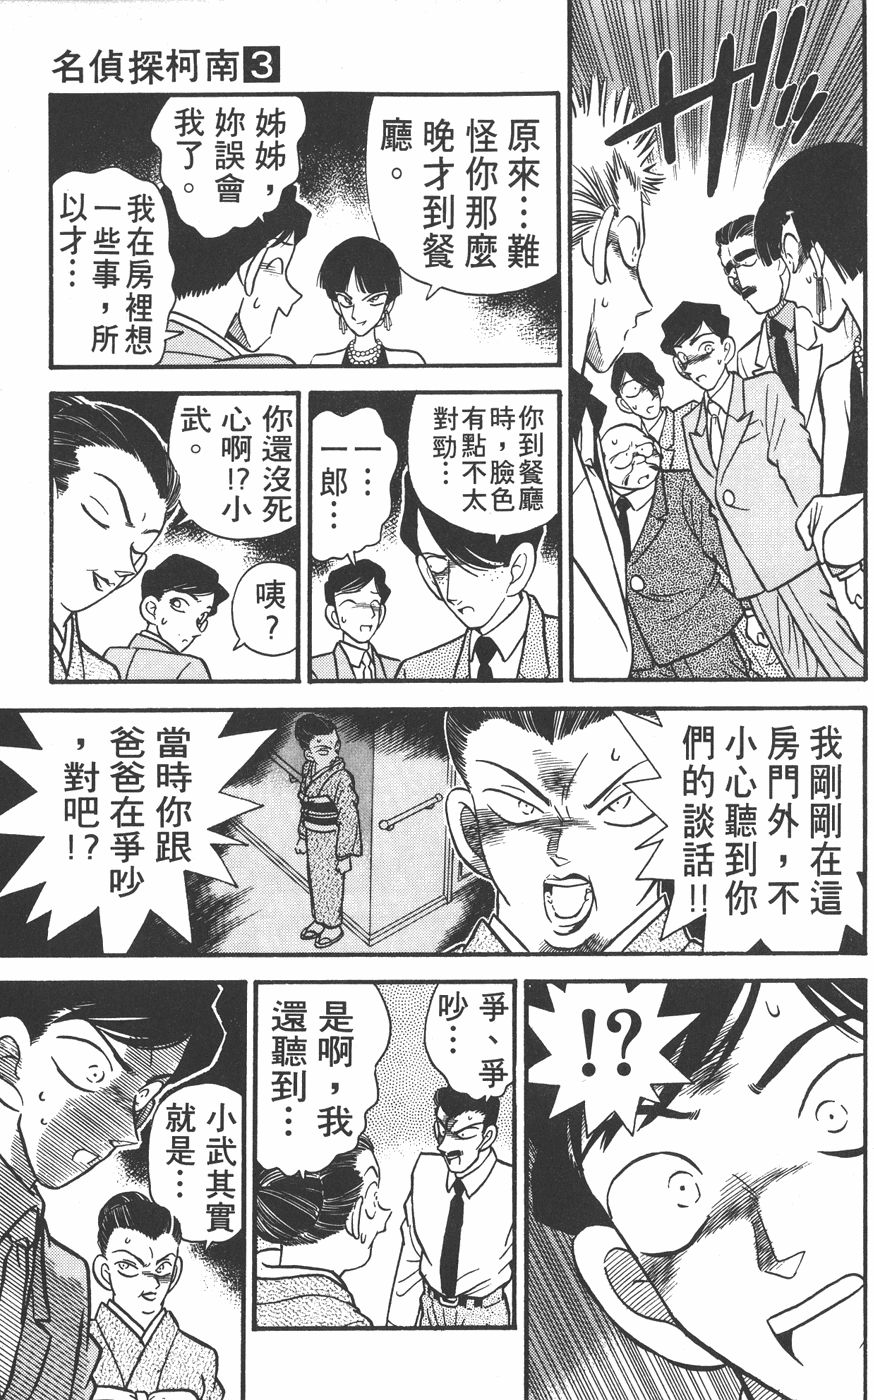 名偵探柯南3
原來…難
怪你那麼
晚才到餐
廳。
姊姊，
妳誤會
我了。
我在房裡想
一些事，所
以才…
你到餐廳
時，臉色
有點不太
對勁…
一…
一郎…
你還沒死
心啊!?小
武。
咦?
我剛剛在這
房門外，不
小心聽到你
們的談話!!
當時你跟
爸爸在爭吵
，對吧!?
!?
爭、爭
吵…
是啊，我
還聽到…
小武其實
就是…